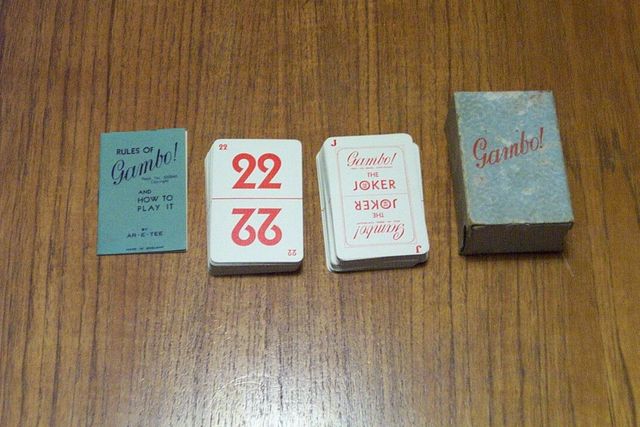 RULES OF
Gambo!
AND
HOW TO
PLAY IT
BY
AR-E-TEE
22
22
22
22
J
Gambo!
THE
JOKER
JOKER
THE
Gambo!
J
Gambo!